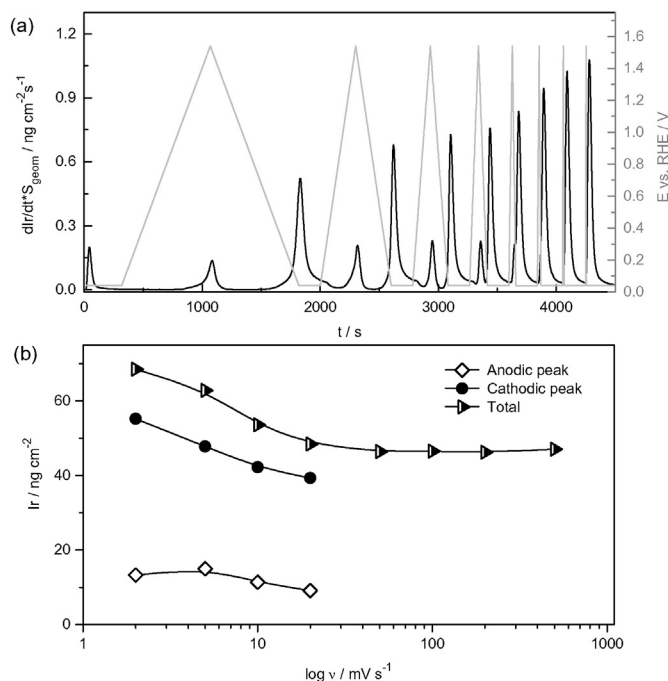 (a)
dIr/dt*S_geom / ng cm⁻²s⁻¹
1.2
0.9
0.6
0.3
0.0
0
1000
2000
3000
4000
t / s
1.6
1.4
1.2
1.0
0.8
0.6
0.4
0.2
0.0
E vs. RHE / V
(b)
Ir / ng cm⁻²
60
40
20
0
1
10
100
1000
log ν / mV s⁻¹
Anodic peak
Cathodic peak
Total